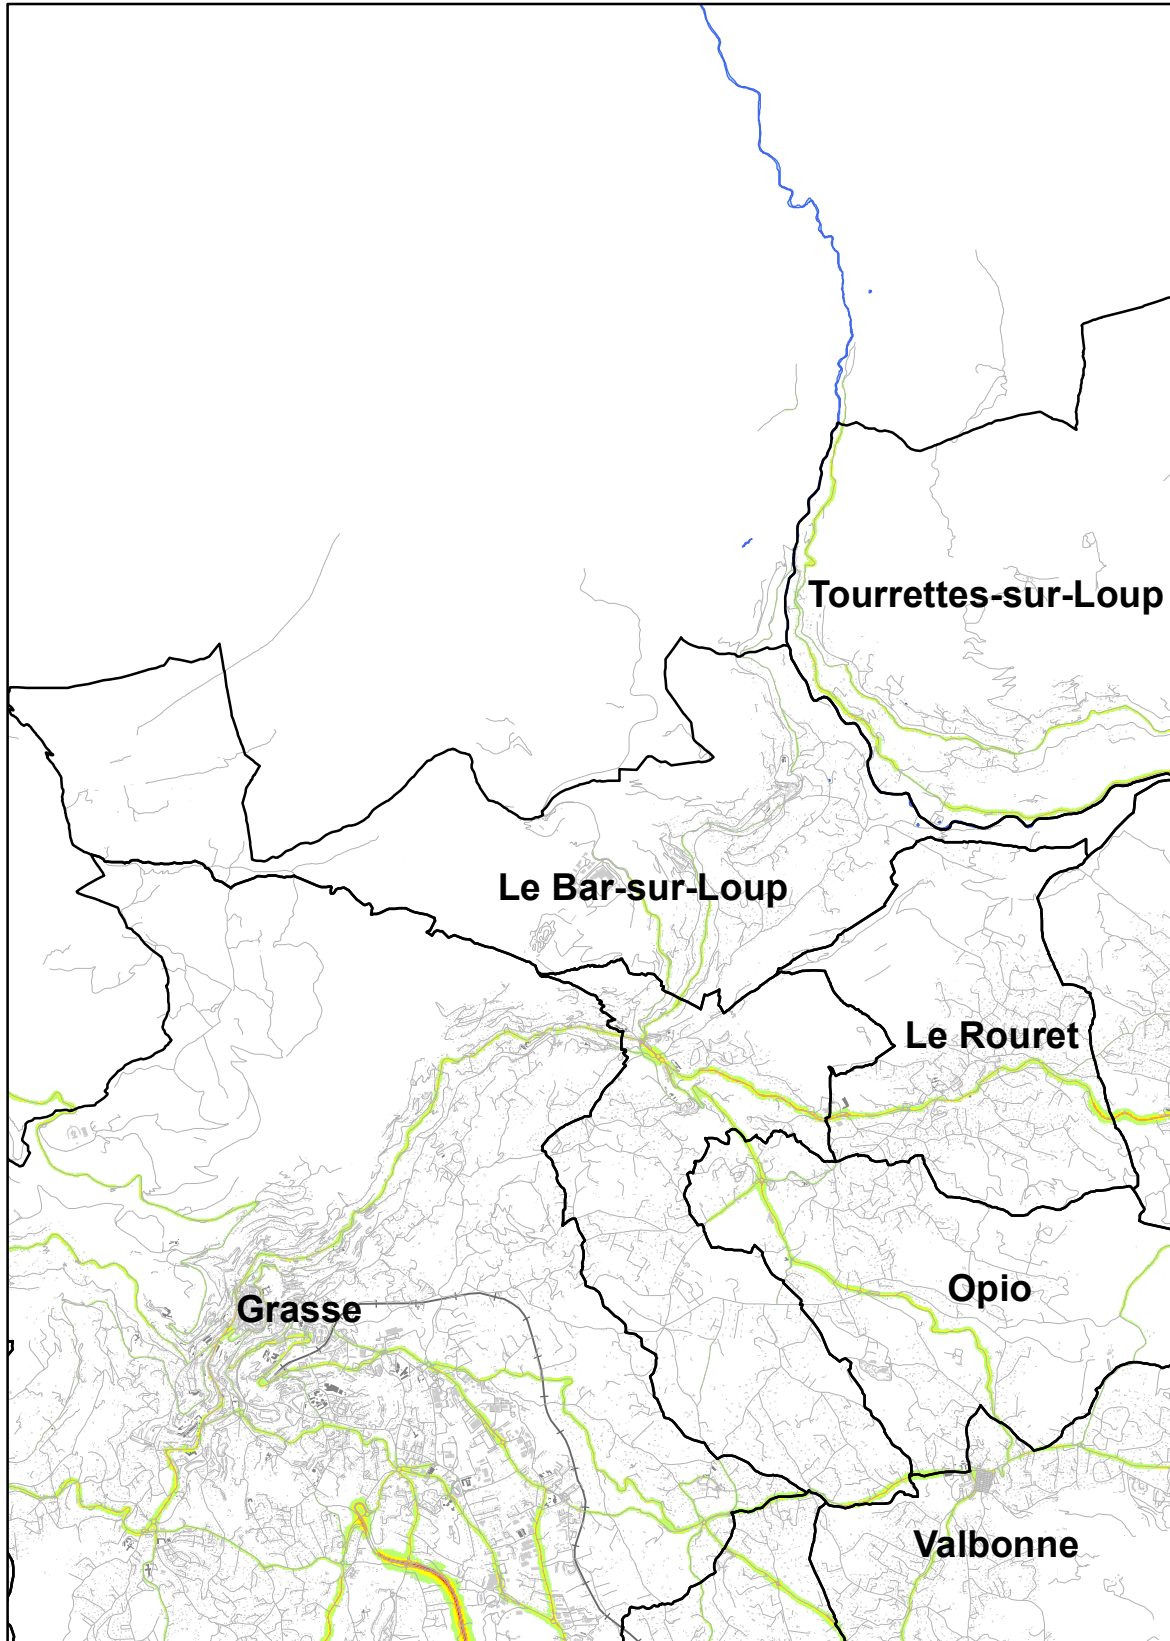 Tourrettes-sur-Loup
Le Bar-sur-Loup
Le Rouret
Opio
Grasse
Valbonne